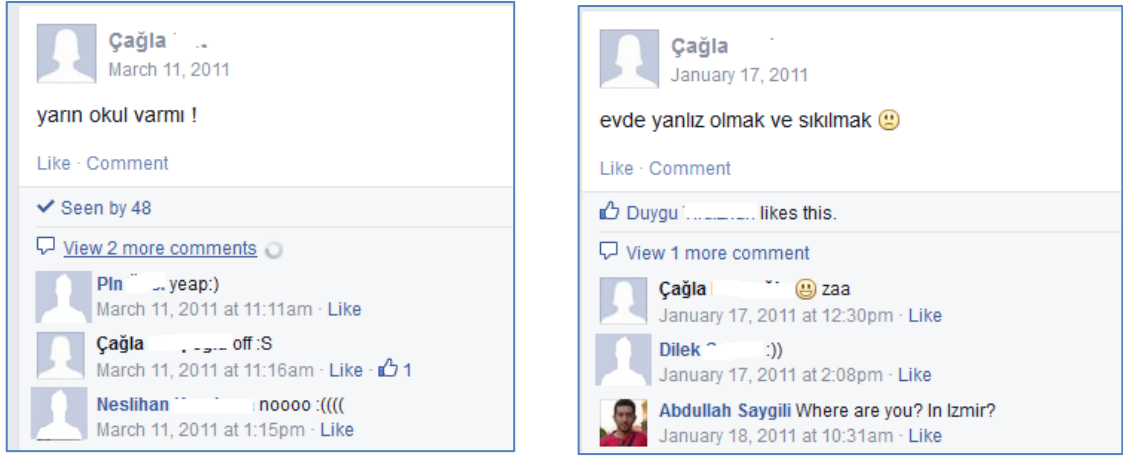 Çağla
March 11, 2011
yarın okul varmı !
Like · Comment
Seen by 48
View 2 more comments
Pln yeap:)
March 11, 2011 at 11:11am · Like
Çağla off :S
March 11, 2011 at 11:16am · Like · 1
Neslihan noooo :((((
March 11, 2011 at 1:15pm · Like
Çağla
January 17, 2011
evde yanlız olmak ve sıkılmak
Like · Comment
Duygu likes this.
View 1 more comment
Çağla zaa
January 17, 2011 at 12:30pm · Like
Dilek :))
January 17, 2011 at 2:08pm · Like
Abdullah Saygili Where are you? In Izmir?
January 18, 2011 at 10:31am · Like